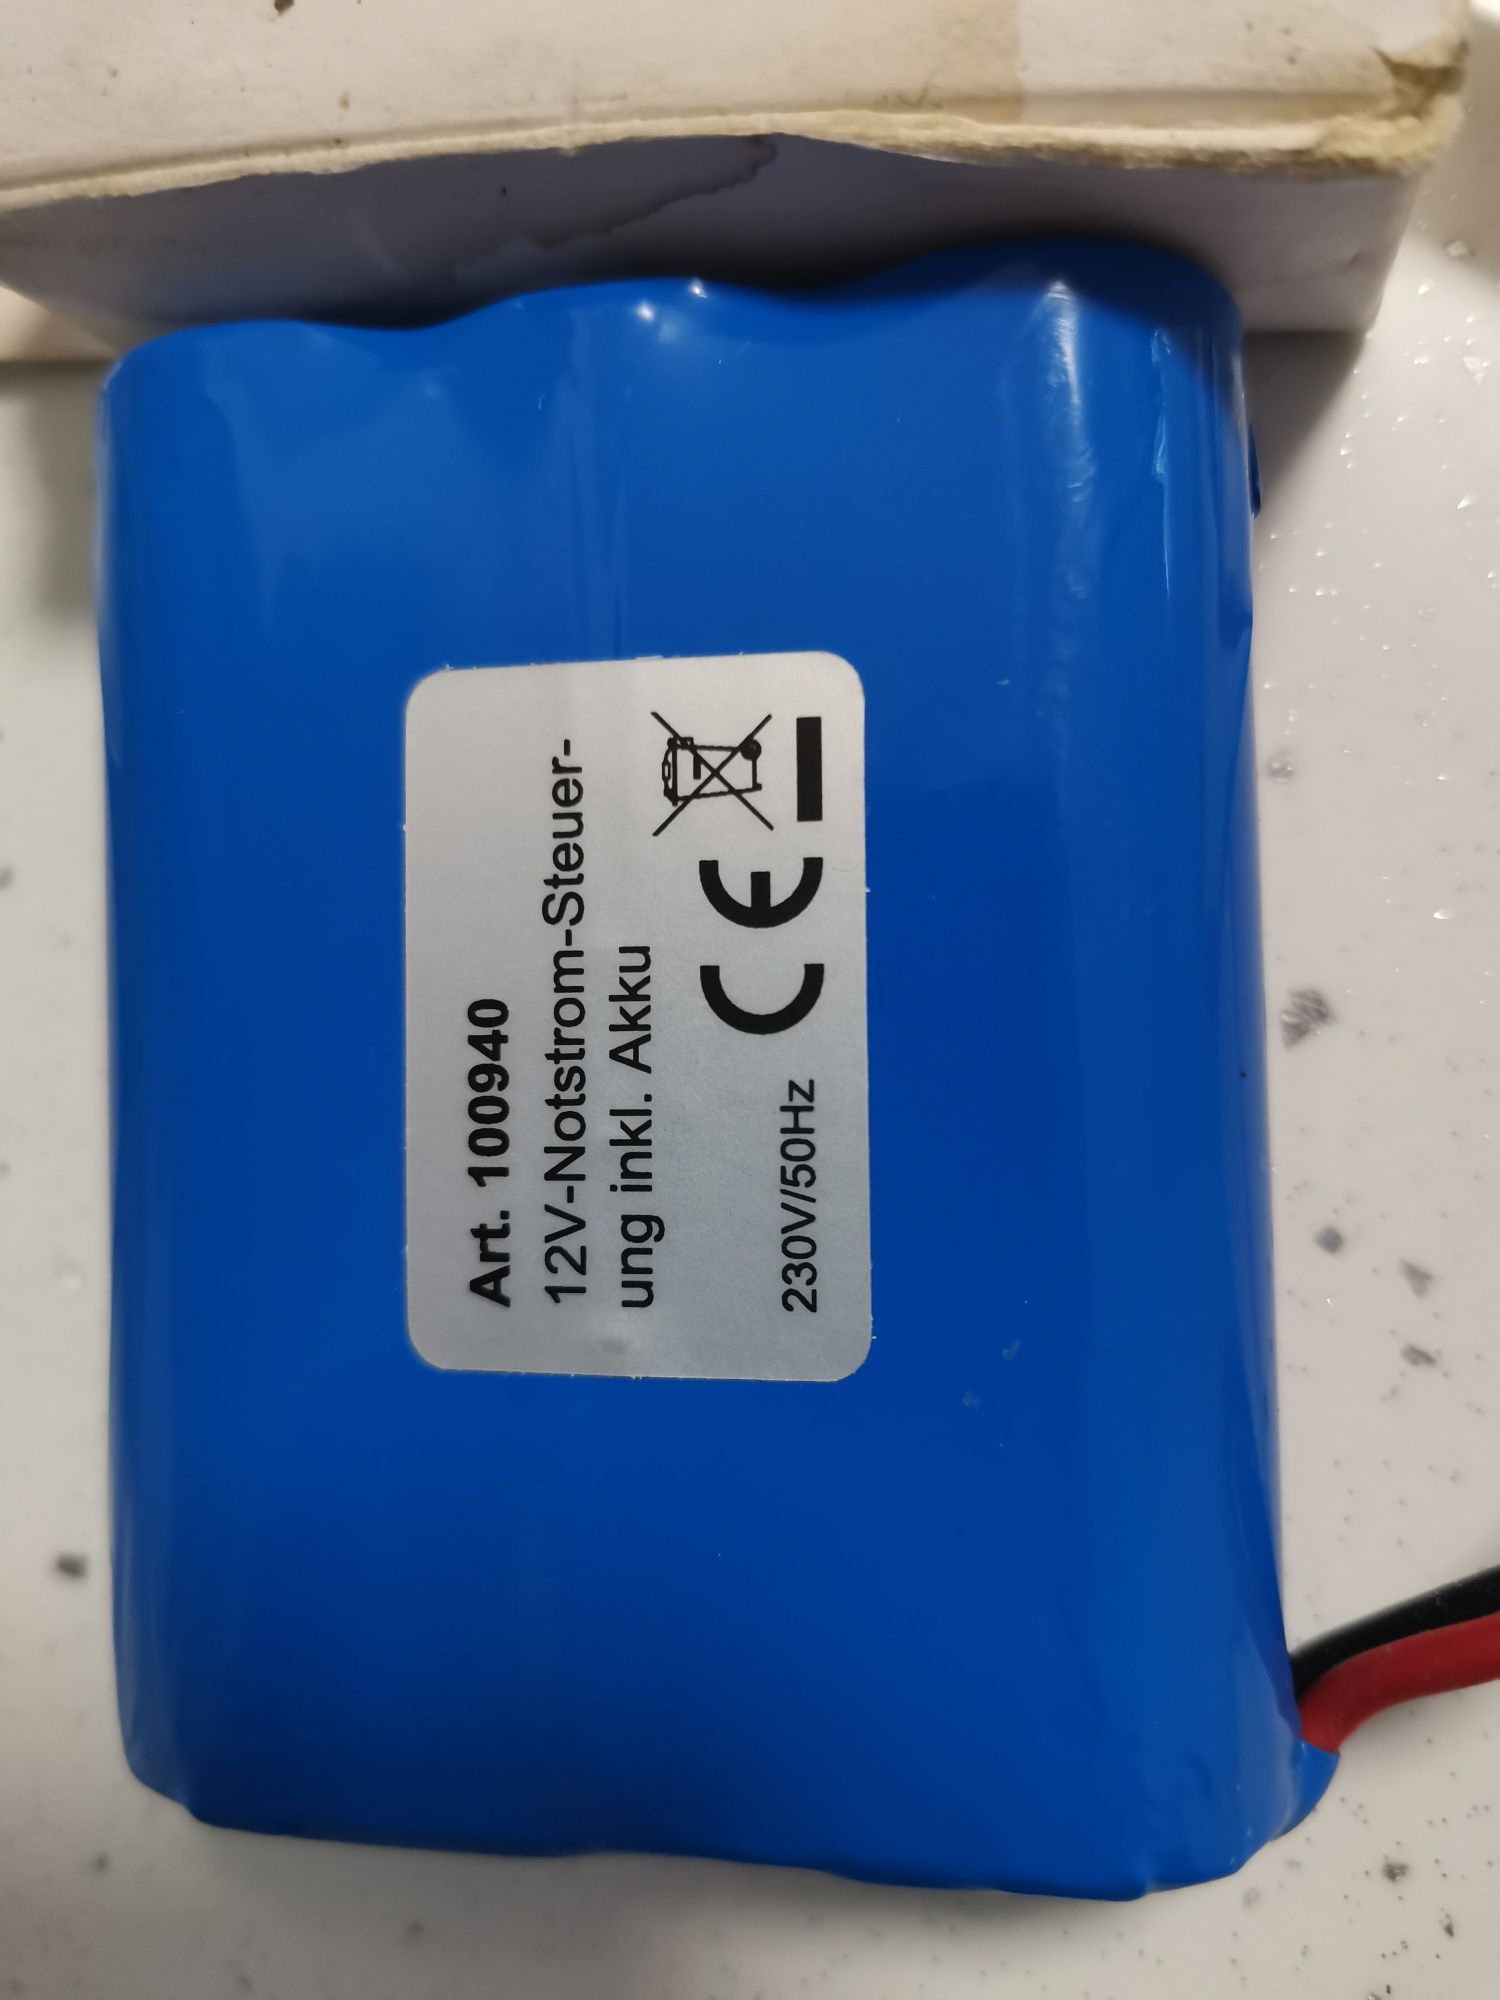 Art. 100940
12V-Notstrom-Steuer-
ung inkl. Akku
230V/50Hz CE